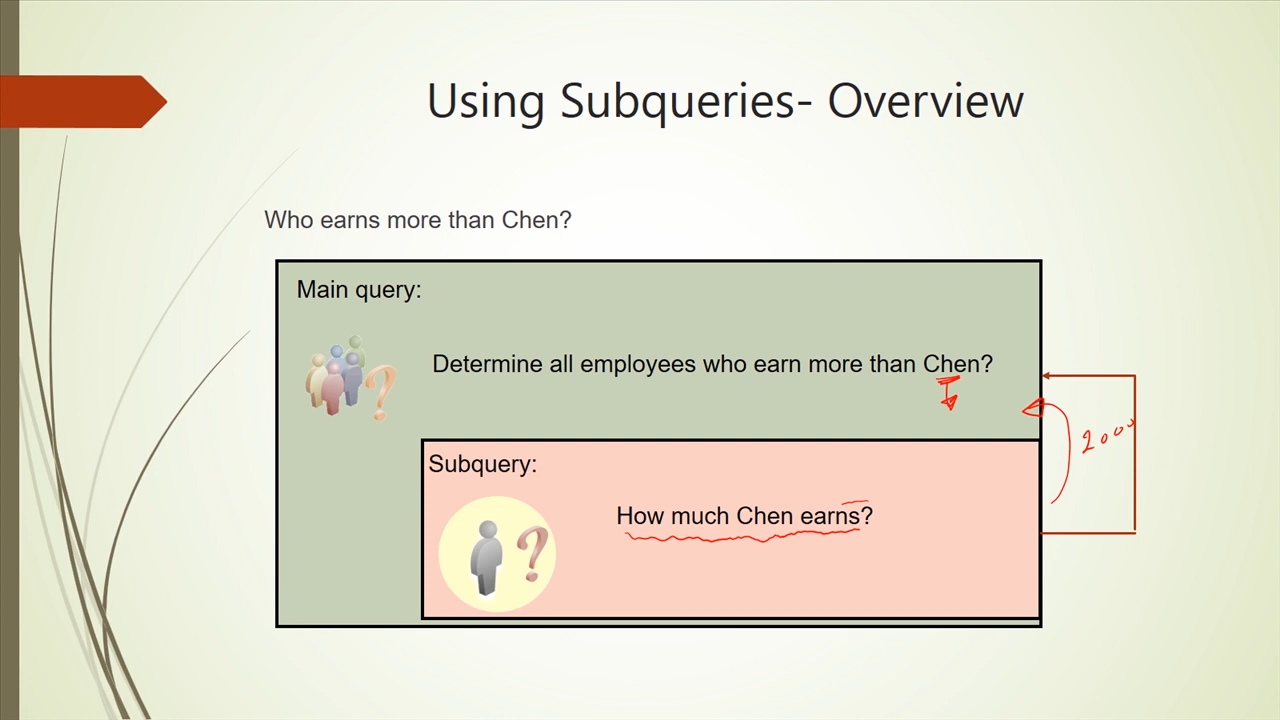 Using Subqueries- Overview
Who earns more than Chen?
Main query:
Determine all employees who earn more than Chen?
2000
Subquery:
How much Chen earns?